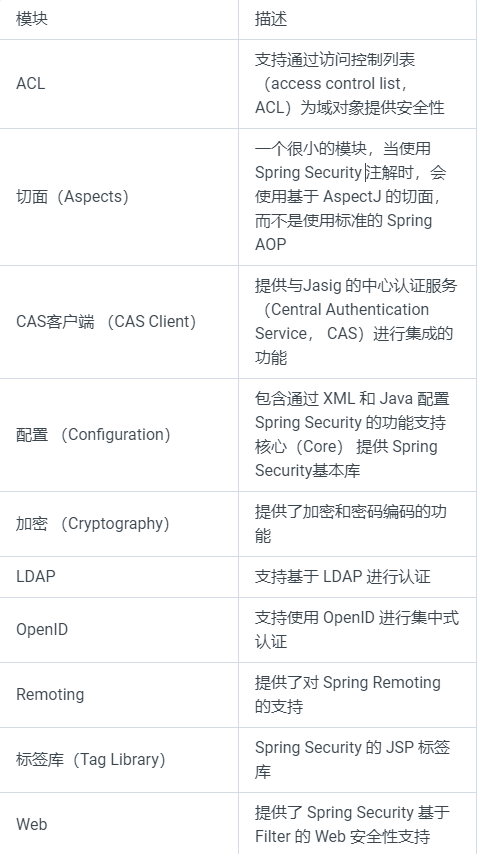 模块
描述
ACL
支持通过访问控制列表
（access control list，
ACL）为域对象提供安全性
切面（Aspects）
一个很小的模块，当使用
Spring Security注解时，会
使用基于 AspectJ 的切面，
而不是使用标准的 Spring
AOP
CAS客户端 （CAS Client）
提供与Jasig 的中心认证服务
（Central Authentication
Service， CAS）进行集成的
功能
配置 （Configuration）
包含通过 XML 和 Java 配置
Spring Security 的功能支持
核心（Core） 提供 Spring
Security基本库
加密 （Cryptography）
提供了加密和密码编码的功
能
LDAP
支持基于 LDAP 进行认证
OpenID
支持使用 OpenID 进行集中式
认证
Remoting
提供了对 Spring Remoting
的支持
标签库（Tag Library）
Spring Security 的 JSP 标签
库
Web
提供了 Spring Security 基于
Filter 的 Web 安全性支持